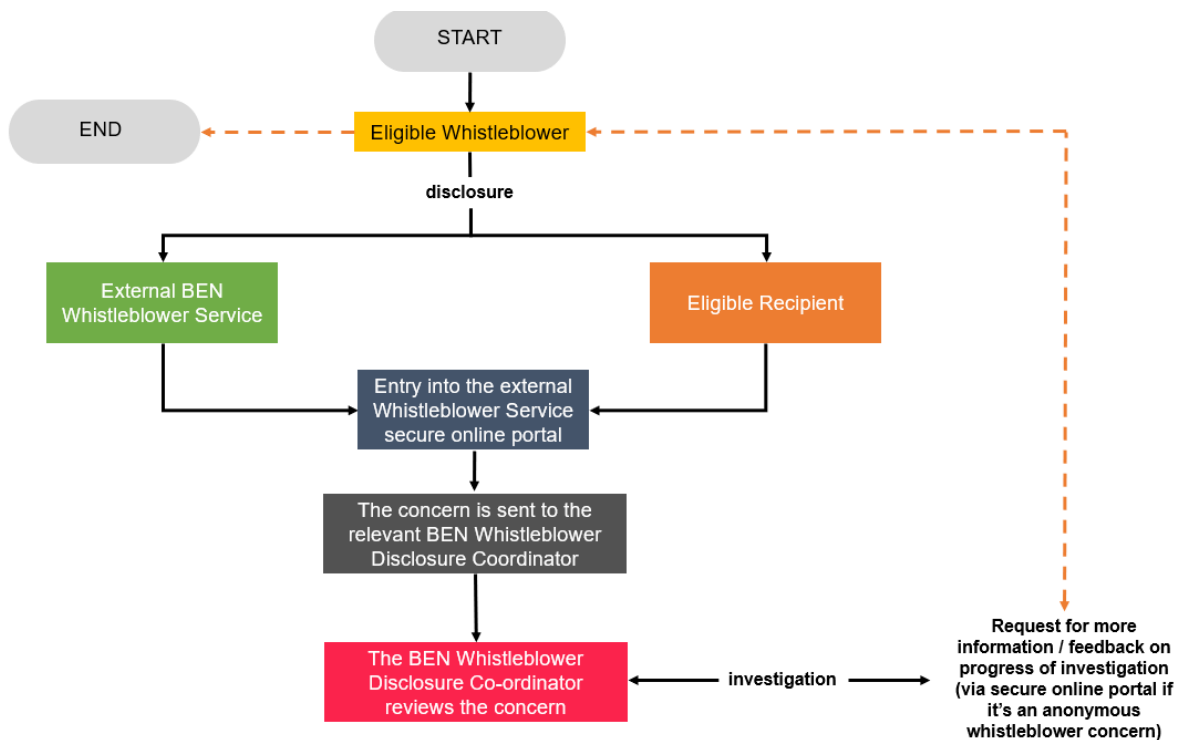 START
END
Eligible Whistleblower
disclosure
External BEN
Whistleblower Service
Eligible Recipient
Entry into the external
Whistleblower Service
secure online portal
The concern is sent to the
relevant BEN Whistleblower
Disclosure Coordinator
The BEN Whistleblower
Disclosure Co-ordinator
reviews the concern
investigation
Request for more
information / feedback on
progress of investigation
(via secure online portal if
it's an anonymous
whistleblower concern)